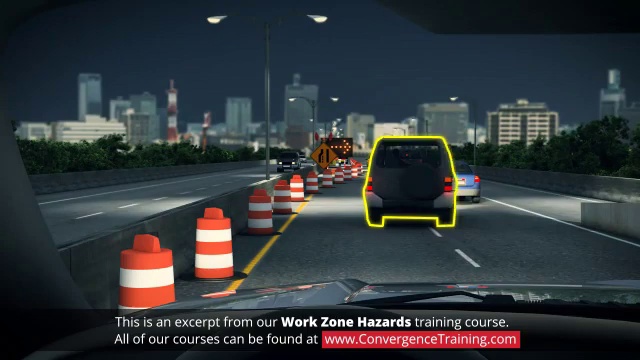 This is an excerpt from our Work Zone Hazards training course.
All of our courses can be found at www.ConvergenceTraining.com